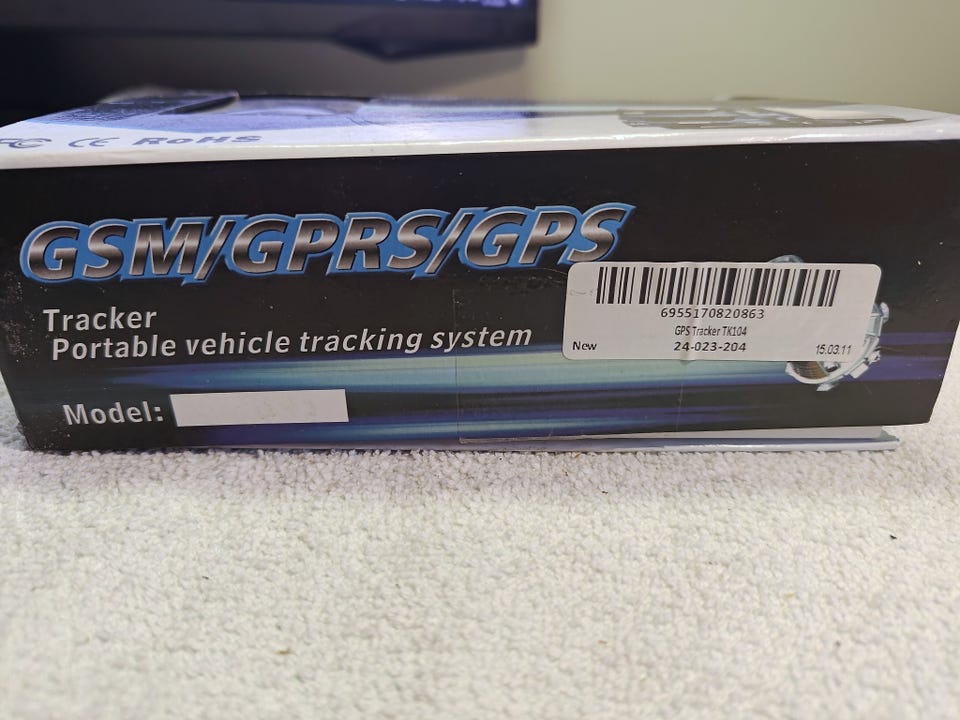 FC CE RoHS
GSM/GPRS/GPS
Tracker
Portable vehicle tracking system
Model:
6955170820863
GPS Tracker TK104
New 24-023-204 15.03.11